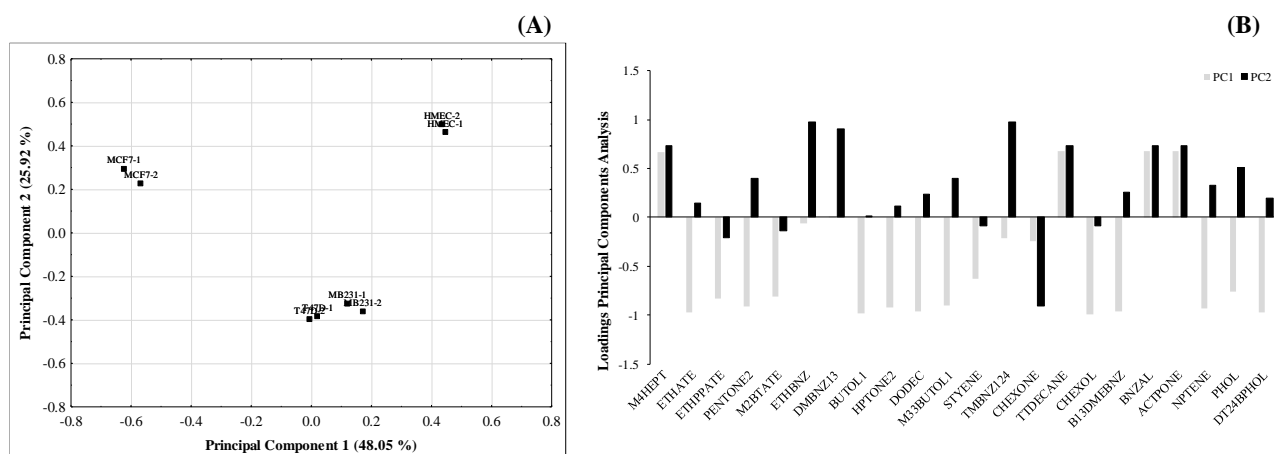 (A)
0.8
0.6
0.4
0.2
0.0
-0.2
-0.4
-0.6
-0.8
Principal Component 2 (25.92 %)
HMEC-2
HMEC-1
MCF7-1
MCF7-2
MB231-1
MB231-2
T47D-1
T47D-2
-0.8 -0.6 -0.4 -0.2 0.0 0.2 0.4 0.6 0.8
Principal Component 1 (48.05 %)
(B)
PC1 PC2
1.5
1
0.5
0
-0.5
-1
-1.5
Loadings Principal Components Analysis
M4HEPT
ETHATE
ETHPPATE
PENTONE2
M2BTATE
ETHBNZ
DMBNZ13
BUTOL1
HPTONE2
DODEC
M33BUTOL1
STYENE
TMBNZ124
CHEXONE
TTDECANE
CHEXOL
B13DMEBNZ
BNZAL
ACTPONE
NPTENE
PHOL
DT24BPHOL